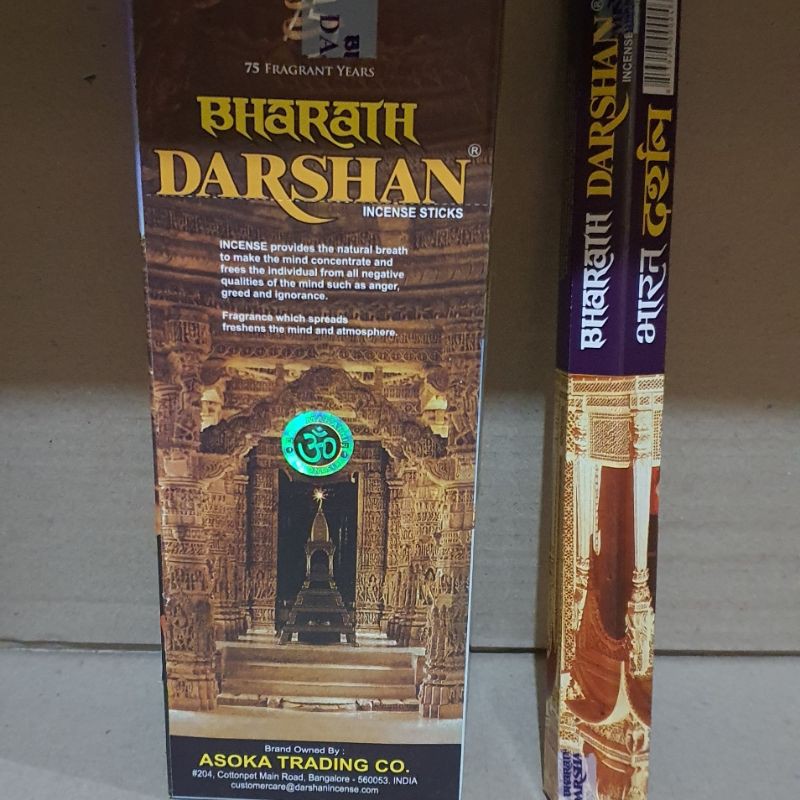 75 FRAGRANT YEARS
BHARATH
DARSHAN®
INCENSE STICKS
INCENSE provides the natural breath
to make the mind concentrate and
frees the individual from all negative
qualities of the mind such as anger,
greed and ignorance.
Fragrance which spreads
freshens the mind and atmosphere.
ॐ
Brand Owned By :
ASOKA TRADING CO.
#204, Cottonpet Main Road, Bangalore - 560053. INDIA
customercare@darshanincense.com
BHARATH DARSHAN®
INCENSE
भारत दर्शन
BHARATH
DARSHA